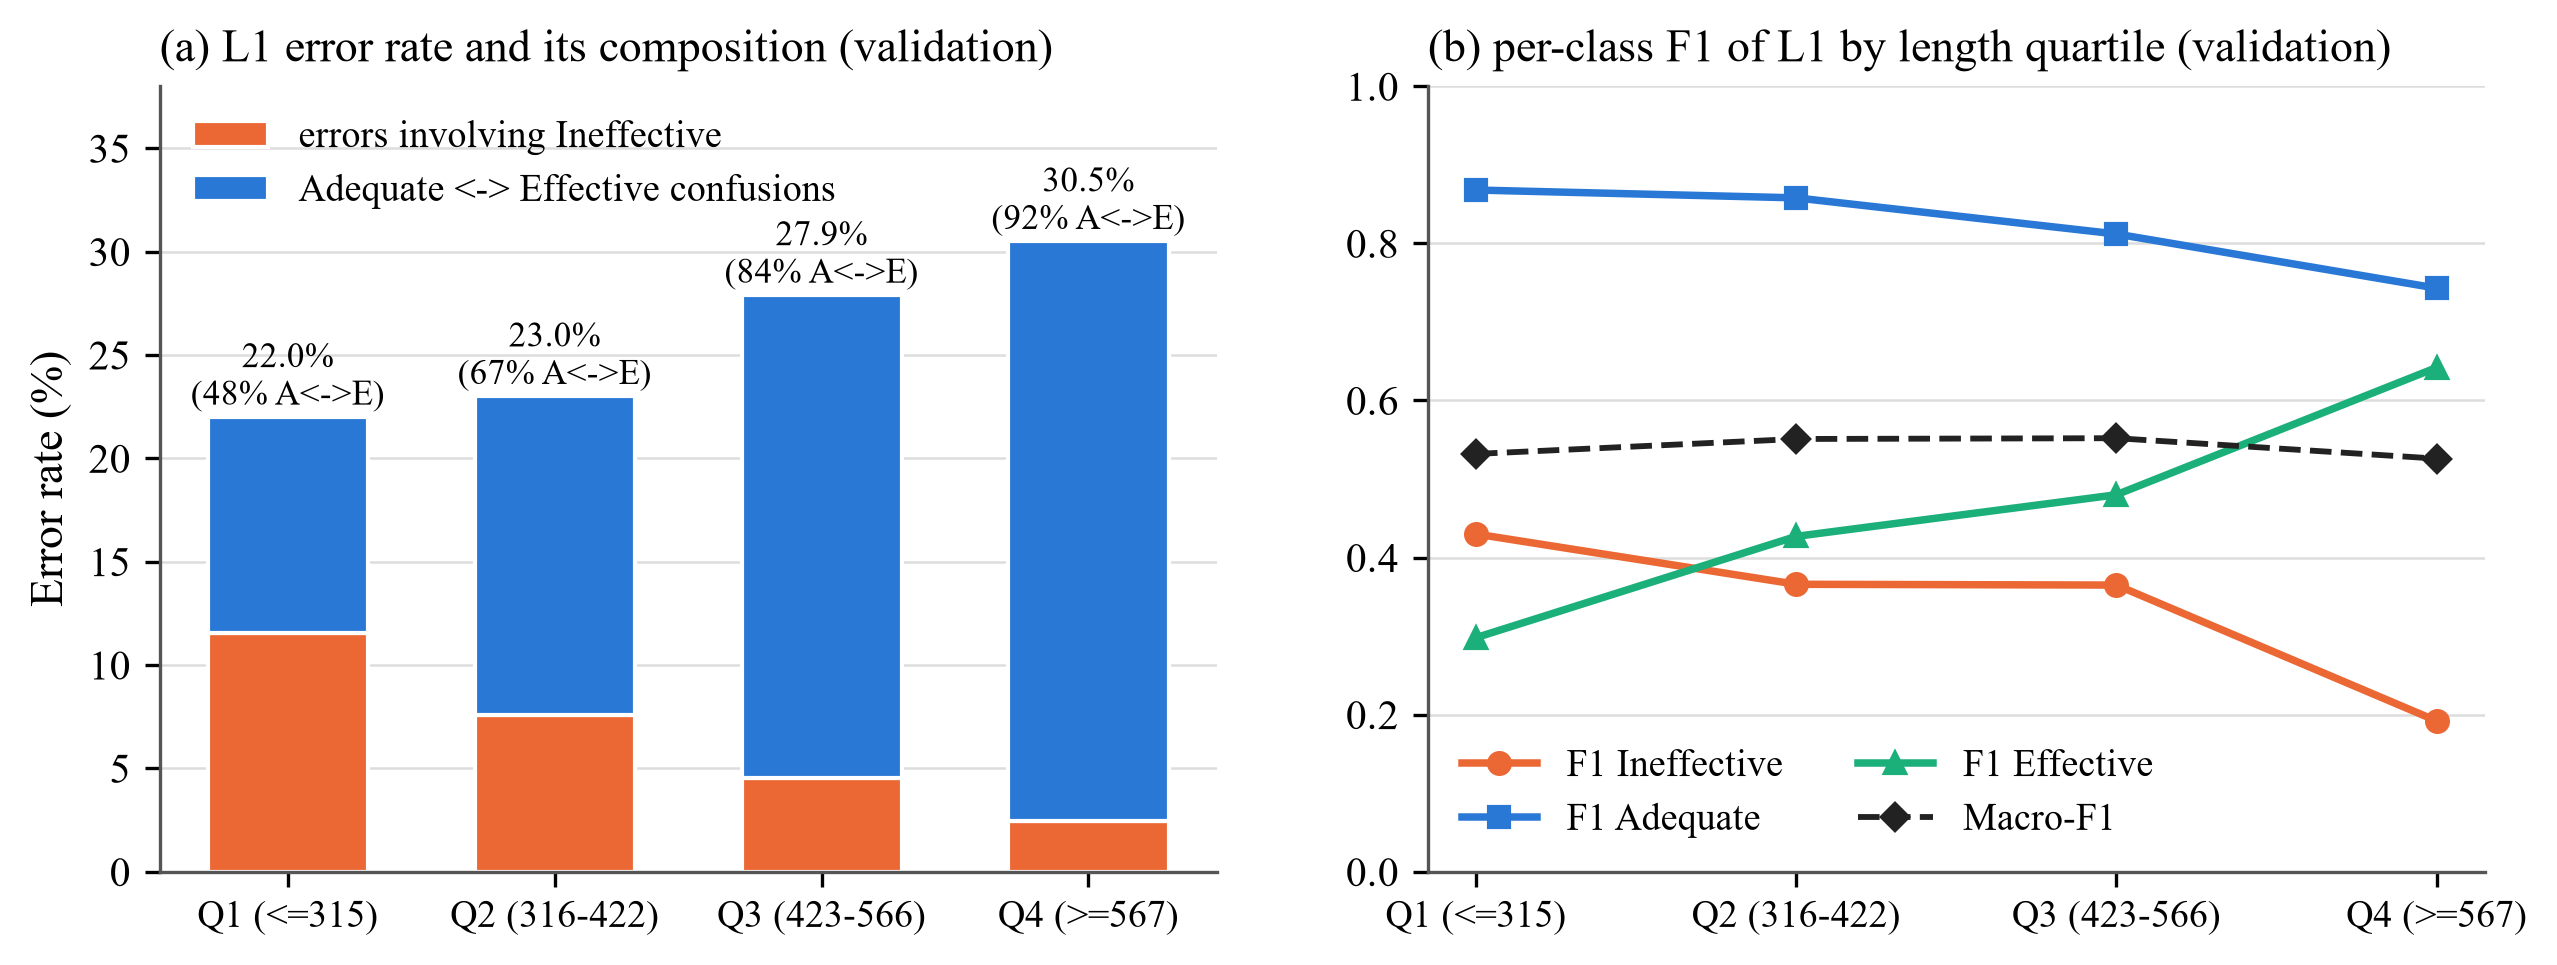 (a) L1 error rate and its composition (validation)
errors involving Ineffective
Adequate <-> Effective confusions
Error rate (%)
35
30
25
20
15
10
5
0
22.0%
(48% A<->E)
23.0%
(67% A<->E)
27.9%
(84% A<->E)
30.5%
(92% A<->E)
Q1 (<=315)
Q2 (316-422)
Q3 (423-566)
Q4 (>=567)
(b) per-class F1 of L1 by length quartile (validation)
1.0
0.8
0.6
0.4
0.2
0.0
F1 Ineffective
F1 Adequate
F1 Effective
Macro-F1
Q1 (<=315)
Q2 (316-422)
Q3 (423-566)
Q4 (>=567)